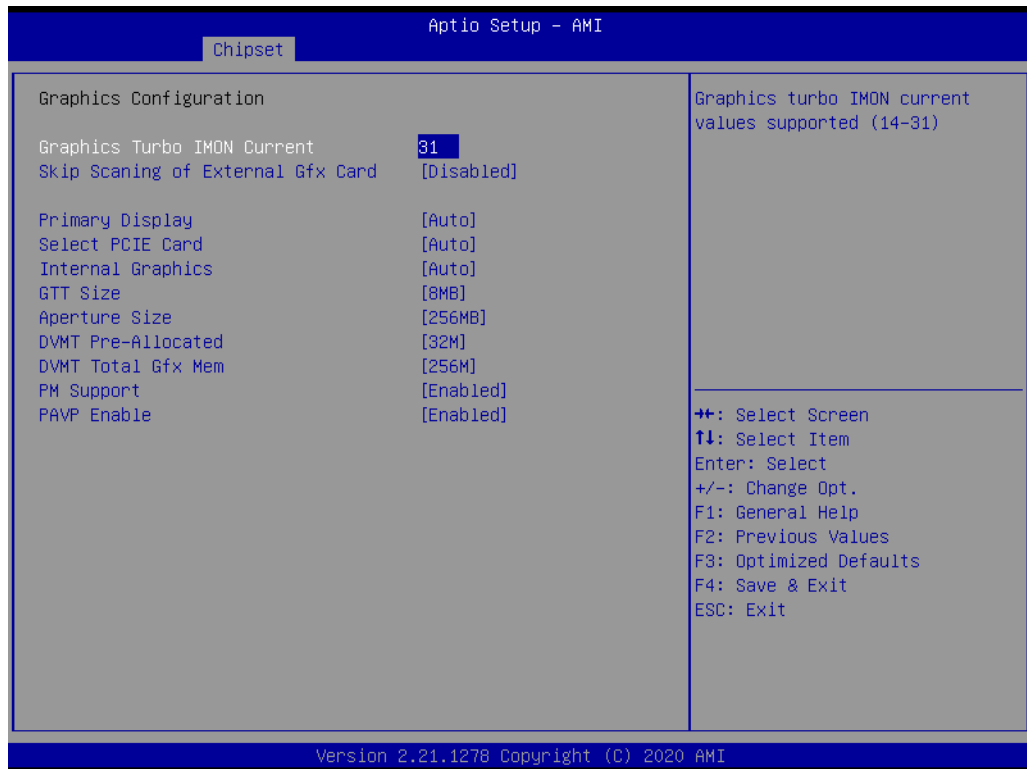 Aptio Setup – AMI
Chipset
Graphics Configuration
Graphics Turbo IMON Current 31
Skip Scaning of External Gfx Card [Disabled]
Primary Display [Auto]
Select PCIE Card [Auto]
Internal Graphics [Auto]
GTT Size [8MB]
Aperture Size [256MB]
DVMT Pre-Allocated [32M]
DVMT Total Gfx Mem [256M]
PM Support [Enabled]
PAVP Enable [Enabled]
Graphics turbo IMON current
values supported (14-31)
→←: Select Screen
↑↓: Select Item
Enter: Select
+/-: Change Opt.
F1: General Help
F2: Previous Values
F3: Optimized Defaults
F4: Save & Exit
ESC: Exit
Version 2.21.1278 Copyright (C) 2020 AMI